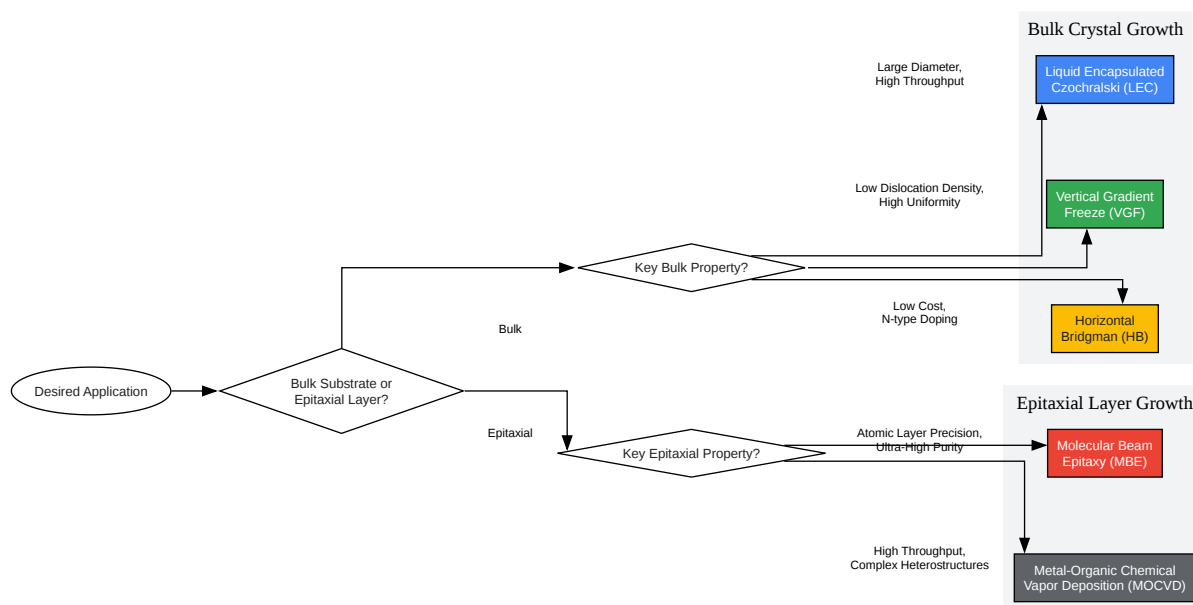 Bulk Crystal Growth
Large Diameter,
High Throughput
Liquid Encapsulated
Czochralski (LEC)
Low Dislocation Density,
High Uniformity
Vertical Gradient
Freeze (VGF)
Key Bulk Property?
Low Cost,
N-type Doping
Horizontal
Bridgman (HB)
Bulk
Desired Application
Bulk Substrate or
Epitaxial Layer?
Epitaxial Layer Growth
Epitaxial
Key Epitaxial Property?
Atomic Layer Precision,
Ultra-High Purity
Molecular Beam
Epitaxy (MBE)
High Throughput,
Complex Heterostructures
Metal-Organic Chemical
Vapor Deposition (MOCVD)